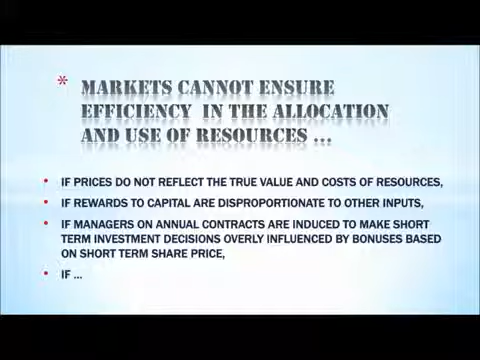 * MARKETS CANNOT ENSURE
EFFICIENCY IN THE ALLOCATION
AND USE OF RESOURCES ...
• IF PRICES DO NOT REFLECT THE TRUE VALUE AND COSTS OF RESOURCES,
• IF REWARDS TO CAPITAL ARE DISPROPORTIONATE TO OTHER INPUTS,
• IF MANAGERS ON ANNUAL CONTRACTS ARE INDUCED TO MAKE SHORT
TERM INVESTMENT DECISIONS OVERLY INFLUENCED BY BONUSES BASED
ON SHORT TERM SHARE PRICE,
• IF ...